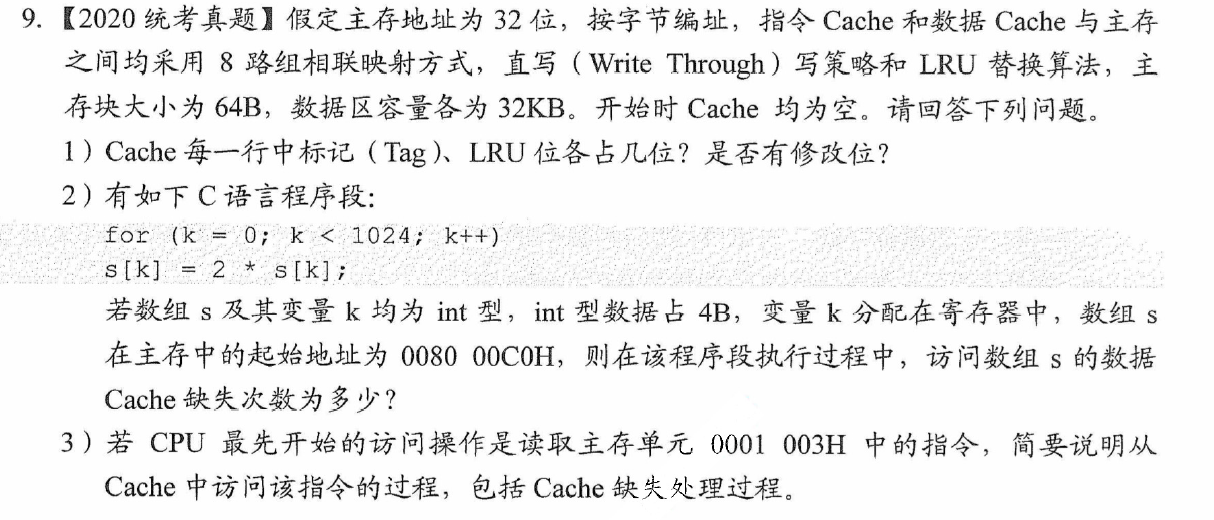 9.【2020 统考真题】假定主存地址为 32 位，按字节编址，指令 Cache 和数据 Cache 与主存
之间均采用 8 路组相联映射方式，直写（Write Through）写策略和 LRU 替换算法，主
存块大小为 64B，数据区容量各为 32KB。开始时 Cache 均为空。请回答下列问题。
1）Cache 每一行中标记（Tag）、LRU 位各占几位？是否有修改位？
2）有如下 C 语言程序段：
for (k = 0; k < 1024; k++)
s[k] = 2 * s[k];
若数组 s 及其变量 k 均为 int 型，int 型数据占 4B，变量 k 分配在寄存器中，数组 s
在主存中的起始地址为 0080 00C0H，则在该程序段执行过程中，访问数组 s 的数据
Cache 缺失次数为多少？
3）若 CPU 最先开始的访问操作是读取主存单元 0001 003H 中的指令，简要说明从
Cache 中访问该指令的过程，包括 Cache 缺失处理过程。